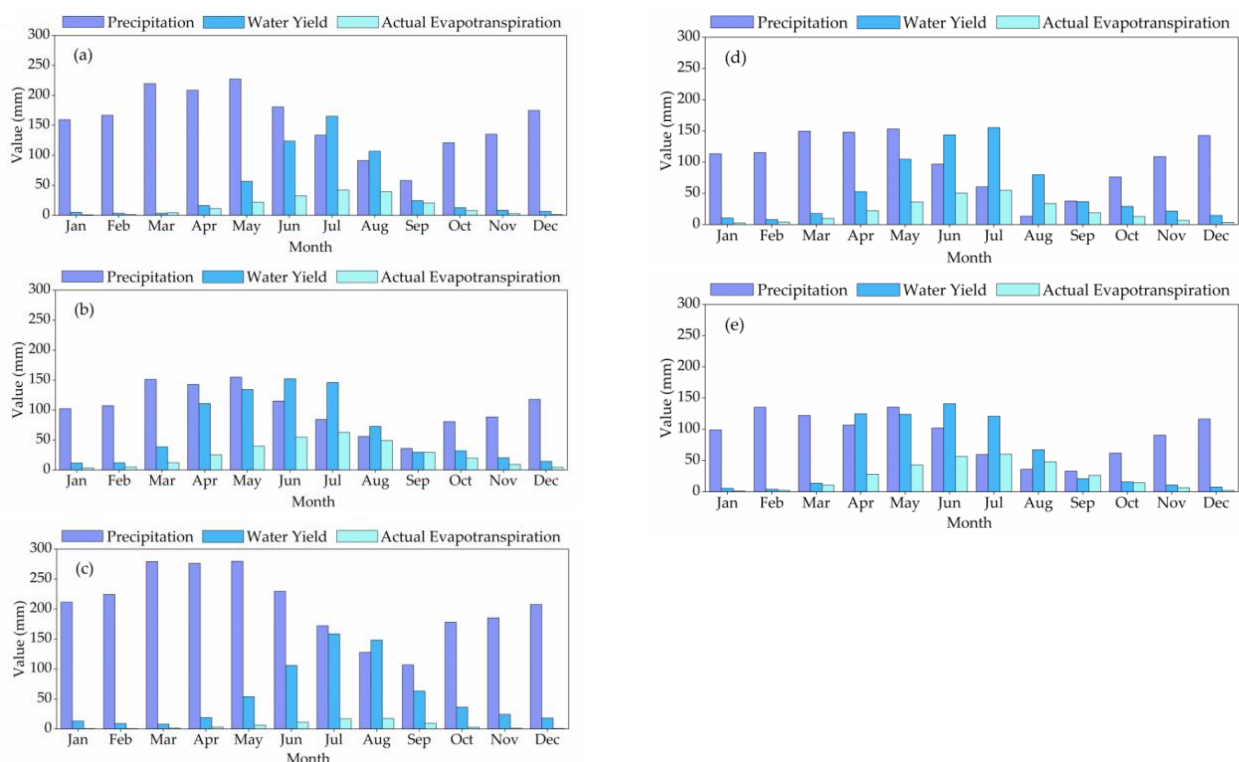 Precipitation Water Yield Actual Evapotranspiration
(a)
Value (mm)
300
250
200
150
100
50
0
Jan Feb Mar Apr May Jun Jul Aug Sep Oct Nov Dec
Month
Precipitation Water Yield Actual Evapotranspiration
(b)
Value (mm)
300
250
200
150
100
50
0
Jan Feb Mar Apr May Jun Jul Aug Sep Oct Nov Dec
Month
Precipitation Water Yield Actual Evapotranspiration
(c)
Value (mm)
300
250
200
150
100
50
0
Jan Feb Mar Apr May Jun Jul Aug Sep Oct Nov Dec
Month
Precipitation Water Yield Actual Evapotranspiration
(d)
Value (mm)
300
250
200
150
100
50
0
Jan Feb Mar Apr May Jun Jul Aug Sep Oct Nov Dec
Month
Precipitation Water Yield Actual Evapotranspiration
(e)
Value (mm)
300
250
200
150
100
50
0
Jan Feb Mar Apr May Jun Jul Aug Sep Oct Nov Dec
Month